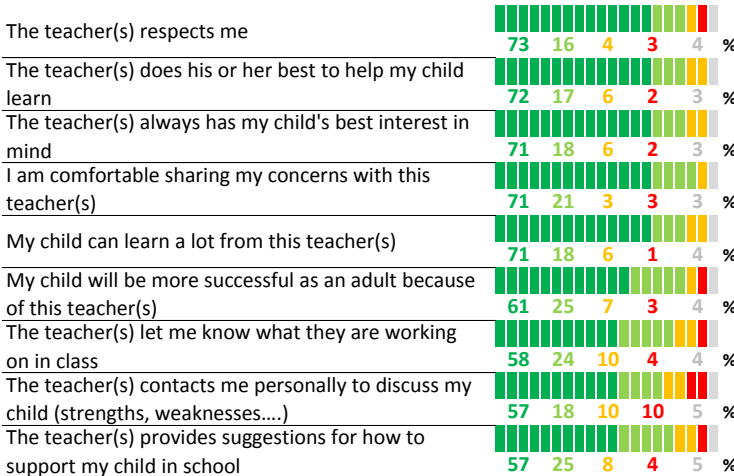 The teacher(s) respects me
73 16 4 3 4 %
The teacher(s) does his or her best to help my child
learn
72 17 6 2 3 %
The teacher(s) always has my child's best interest in
mind
71 18 6 2 3 %
I am comfortable sharing my concerns with this
teacher(s)
71 21 3 3 3 %
My child can learn a lot from this teacher(s)
71 18 6 1 4 %
My child will be more successful as an adult because
of this teacher(s)
61 25 7 3 4 %
The teacher(s) let me know what they are working
on in class
58 24 10 4 4 %
The teacher(s) contacts me personally to discuss my
child (strengths, weaknesses....)
57 18 10 10 5 %
The teacher(s) provides suggestions for how to
support my child in school
57 25 8 4 5 %